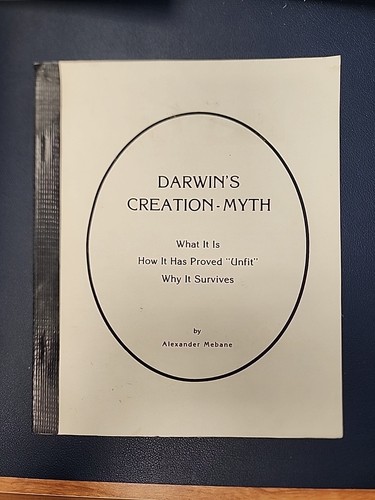 DARWIN'S
CREATION-MYTH
What It Is
How It Has Proved "Unfit"
Why It Survives
by
Alexander Mebane